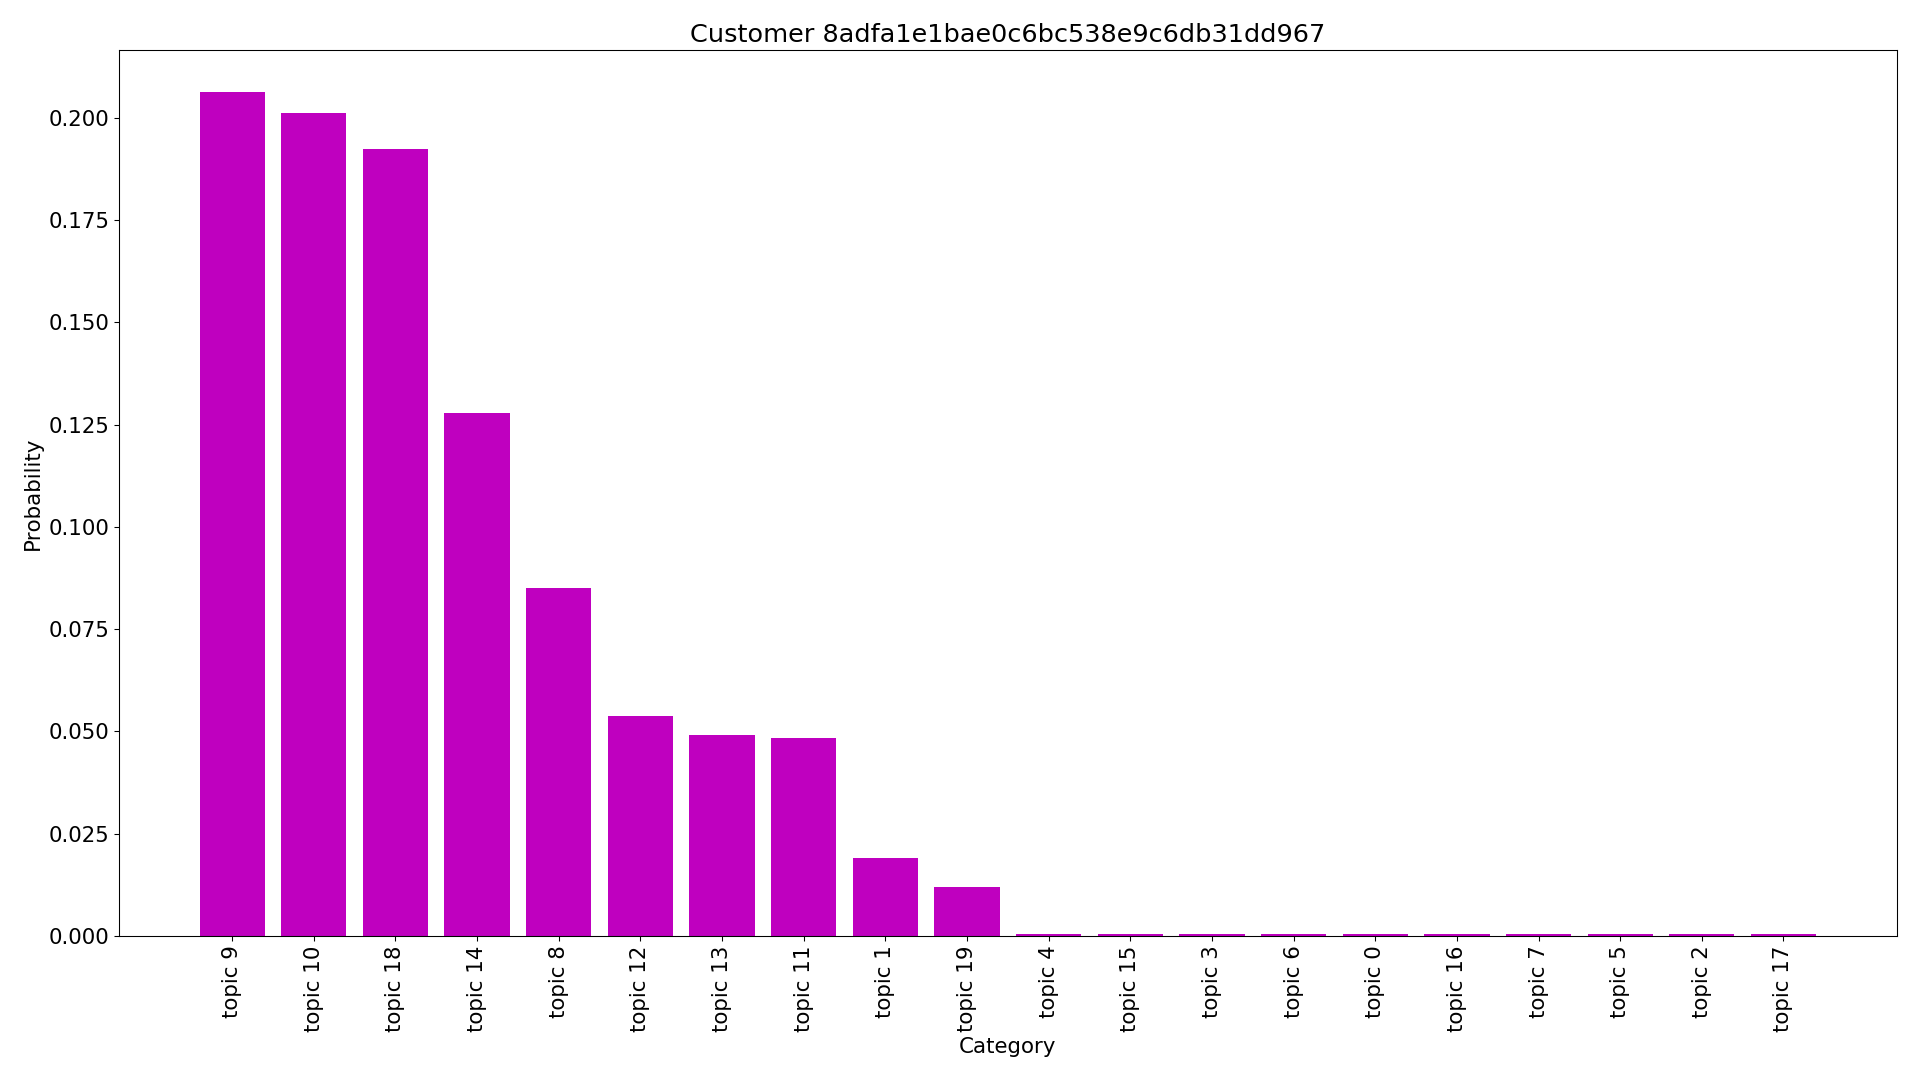 Customer 8adfa1e1bae0c6bc538e9c6db31dd967
Probability
0.200
0.175
0.150
0.125
0.100
0.075
0.050
0.025
0.000
topic 9
topic 10
topic 18
topic 14
topic 8
topic 12
topic 13
topic 11
topic 1
topic 19
topic 4
topic 15
topic 3
topic 6
topic 0
topic 16
topic 7
topic 5
topic 2
topic 17
Category